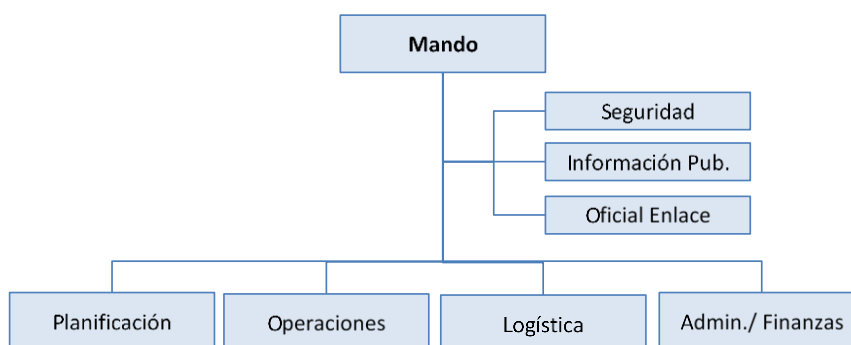 Mando
Seguridad
Información Pub.
Oficial Enlace
Planificación
Operaciones
Logística
Admin./ Finanzas